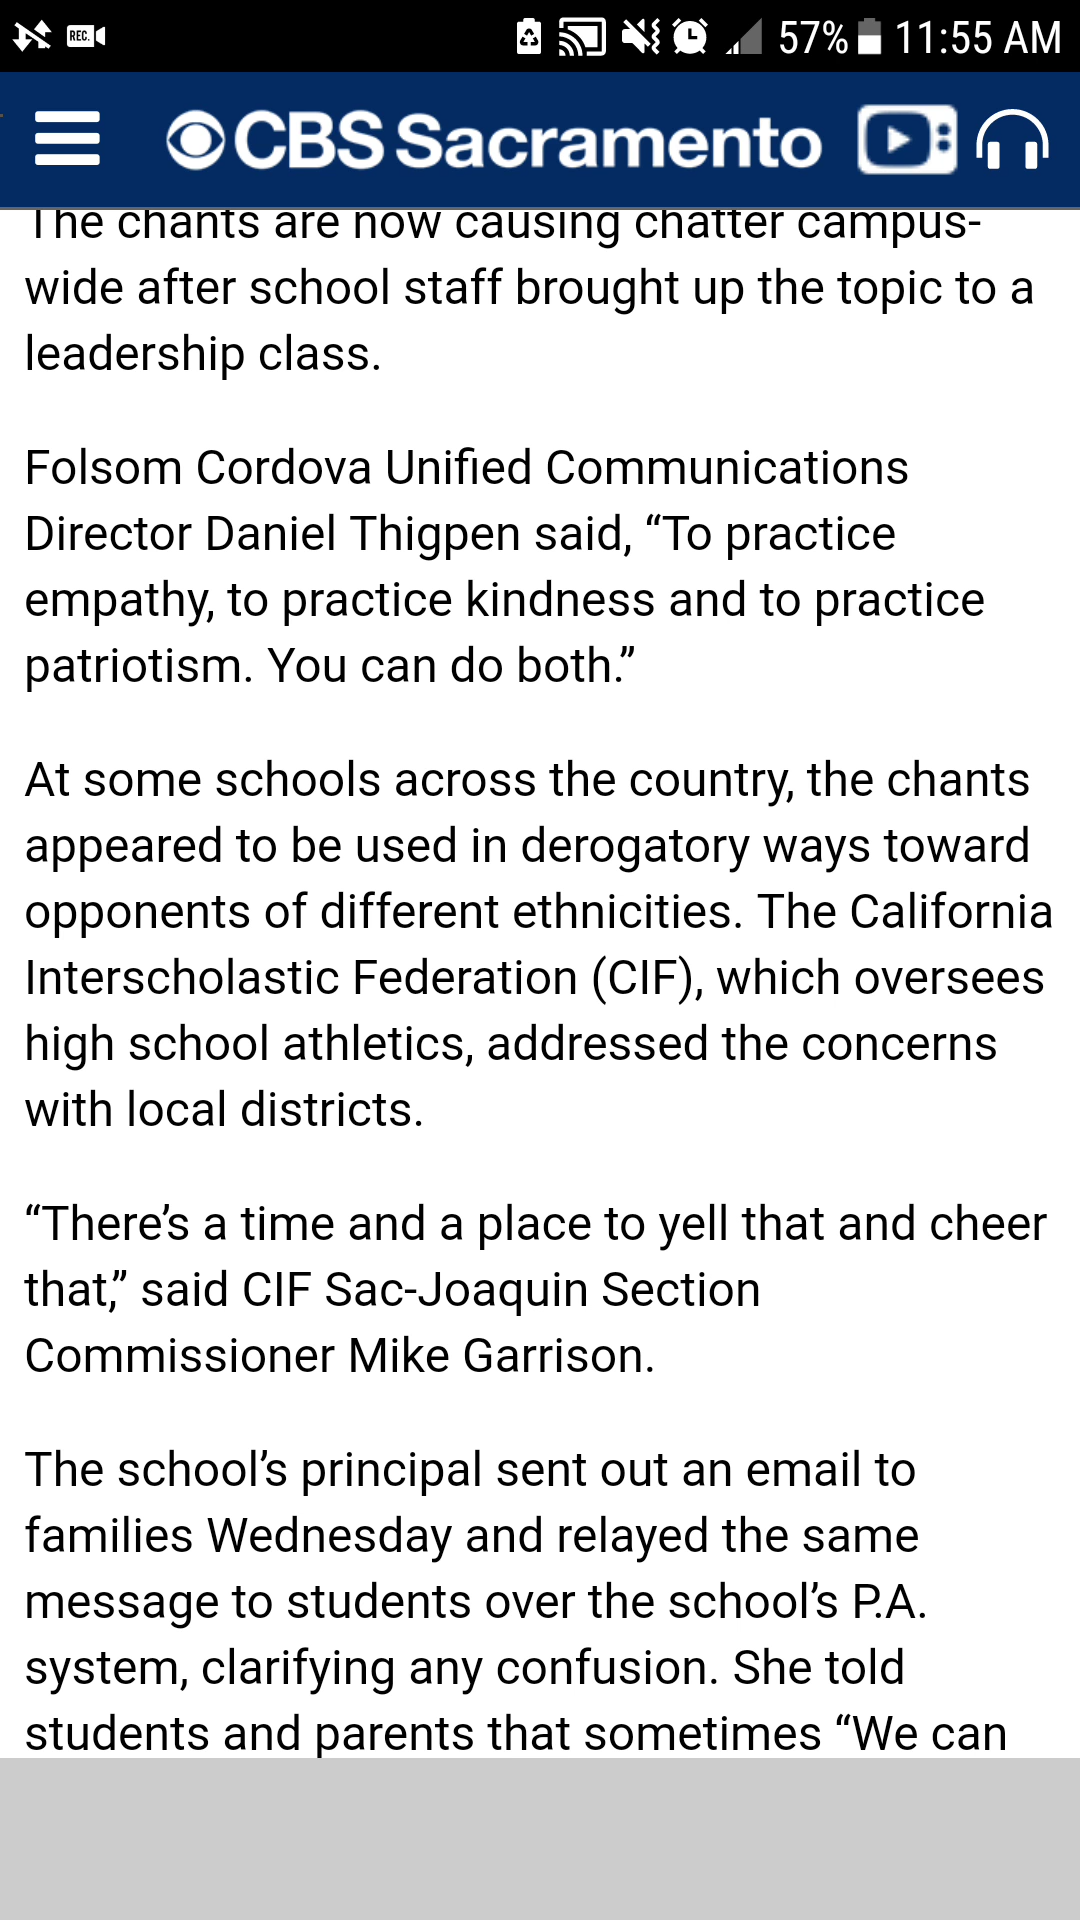 REC. 57% 11:55 AM
CBS Sacramento
The chants are now causing chatter campus-
wide after school staff brought up the topic to a
leadership class.
Folsom Cordova Unified Communications
Director Daniel Thigpen said, “To practice
empathy, to practice kindness and to practice
patriotism. You can do both.”
At some schools across the country, the chants
appeared to be used in derogatory ways toward
opponents of different ethnicities. The California
Interscholastic Federation (CIF), which oversees
high school athletics, addressed the concerns
with local districts.
“There’s a time and a place to yell that and cheer
that,” said CIF Sac-Joaquin Section
Commissioner Mike Garrison.
The school’s principal sent out an email to
families Wednesday and relayed the same
message to students over the school’s P.A.
system, clarifying any confusion. She told
students and parents that sometimes “We can